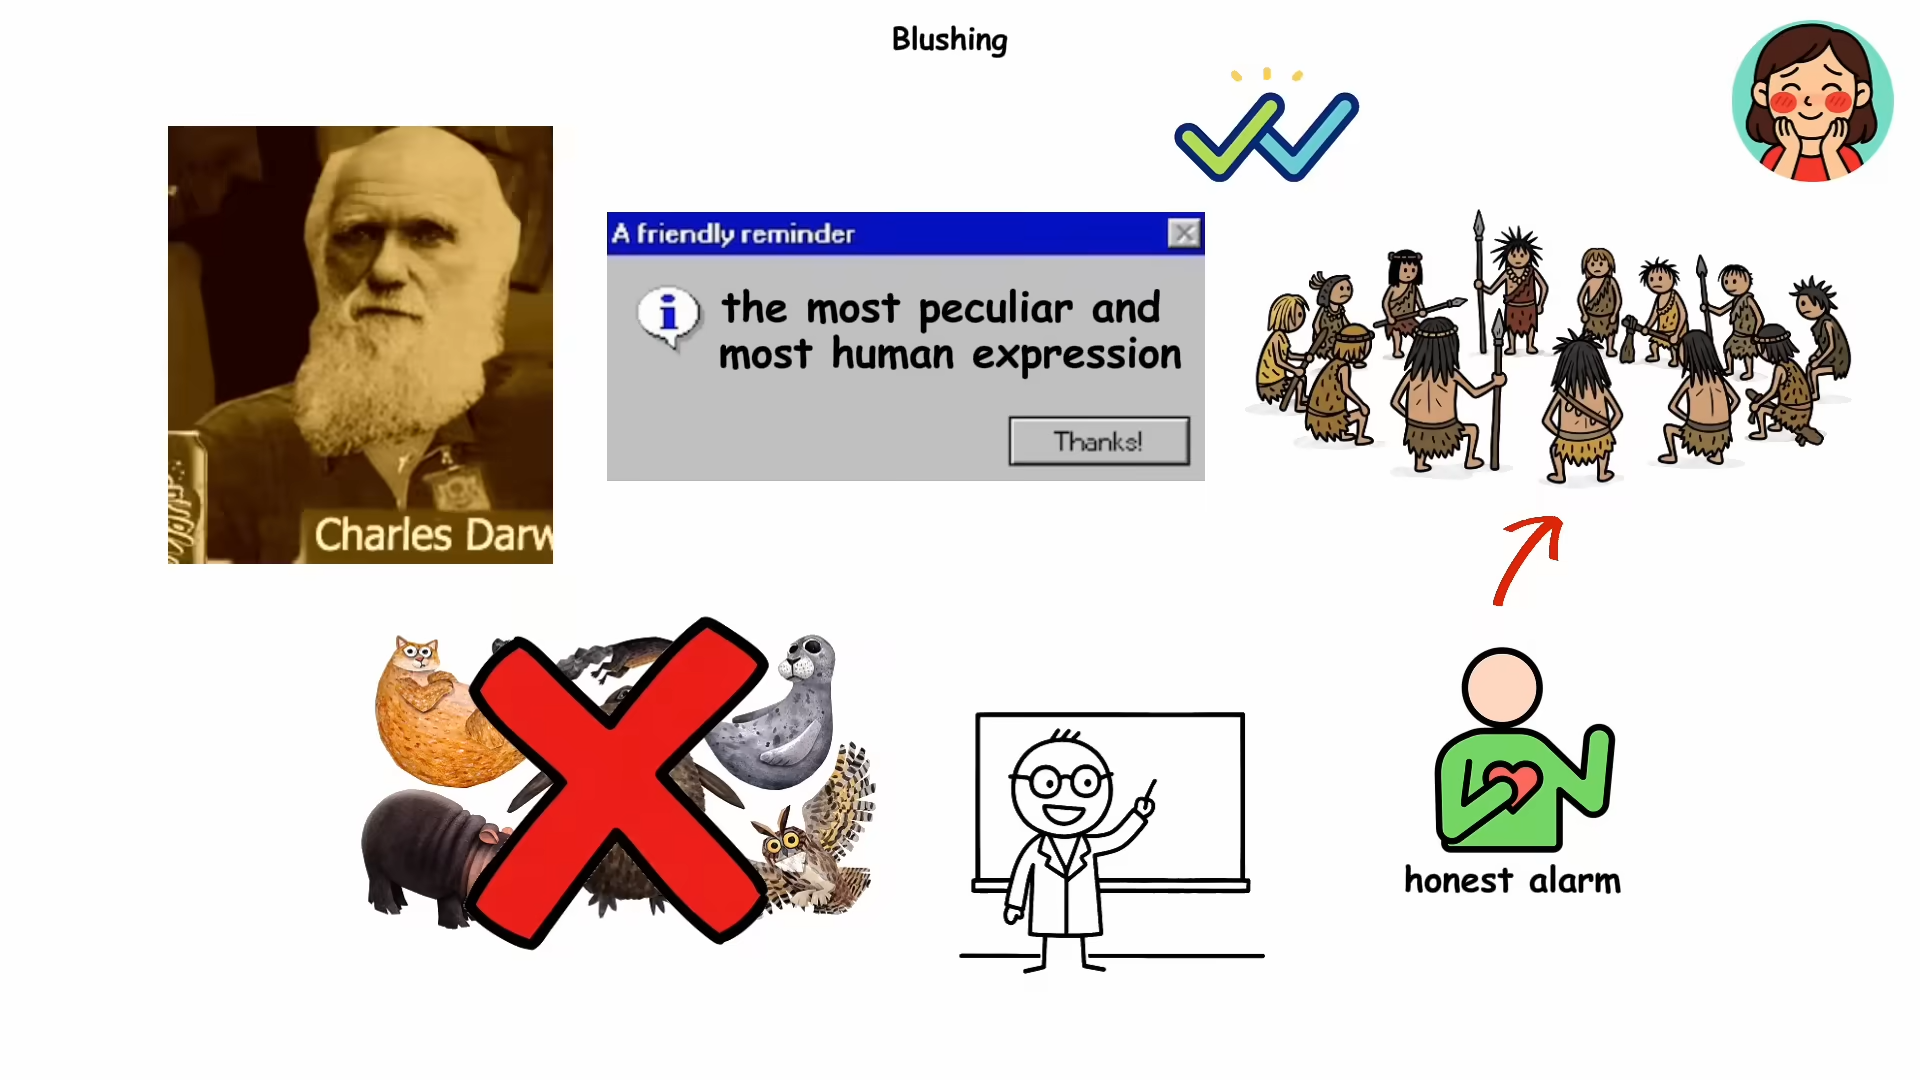 Blushing
A friendly reminder
the most peculiar and
most human expression
Thanks!
Charles Darw
honest alarm